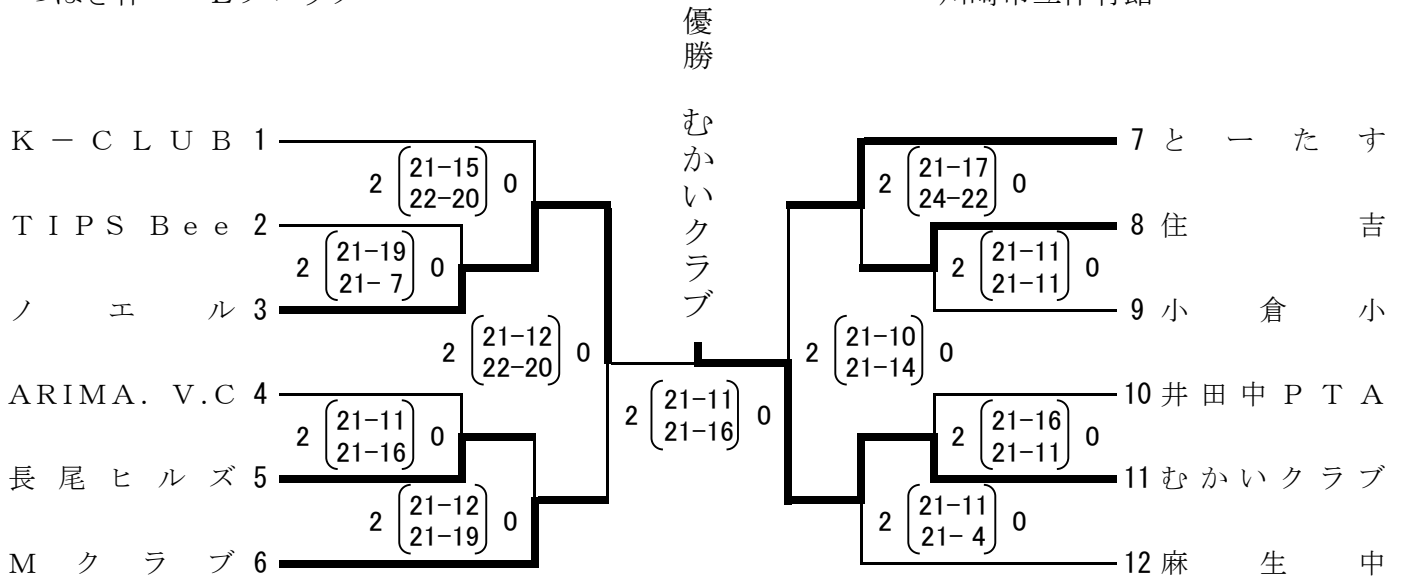 優勝 むかいクラブ
K－CLUB 1
2 21-15 0
22-20
TIPS Bee 2
2 21-19 0
21- 7
ノエル 3
2 21-12 0
22-20
ARIMA. V.C 4
2 21-11 0
21-16
長尾ヒルズ 5
2 21-12 0
21-19
Mクラブ 6
2 21-11 0
21-16
7 とーたす
2 21-17 0
24-22
8 住吉
2 21-11 0
21-11
9 小倉小
2 21-10 0
21-14
10 井田中PTA
2 21-16 0
21-11
11 むかいクラブ
2 21-11 0
21- 4
12 麻生中